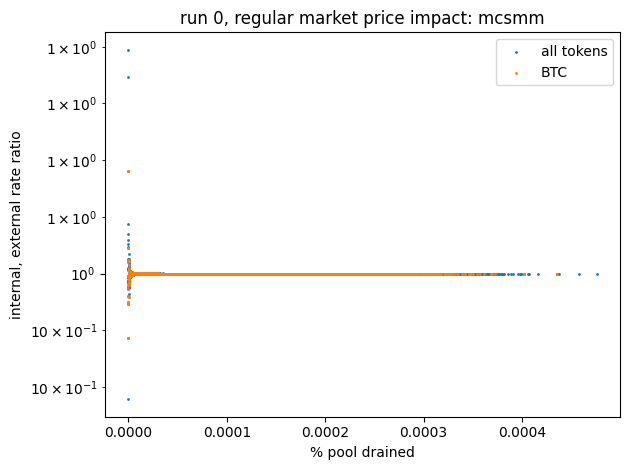 run 0, regular market price impact: mcsmm
all tokens
BTC
internal, external rate ratio
1 × 10⁰
1 × 10⁰
1 × 10⁰
1 × 10⁰
10⁰
10 × 10⁻¹
10 × 10⁻¹
0.0000
0.0001
0.0002
0.0003
0.0004
% pool drained